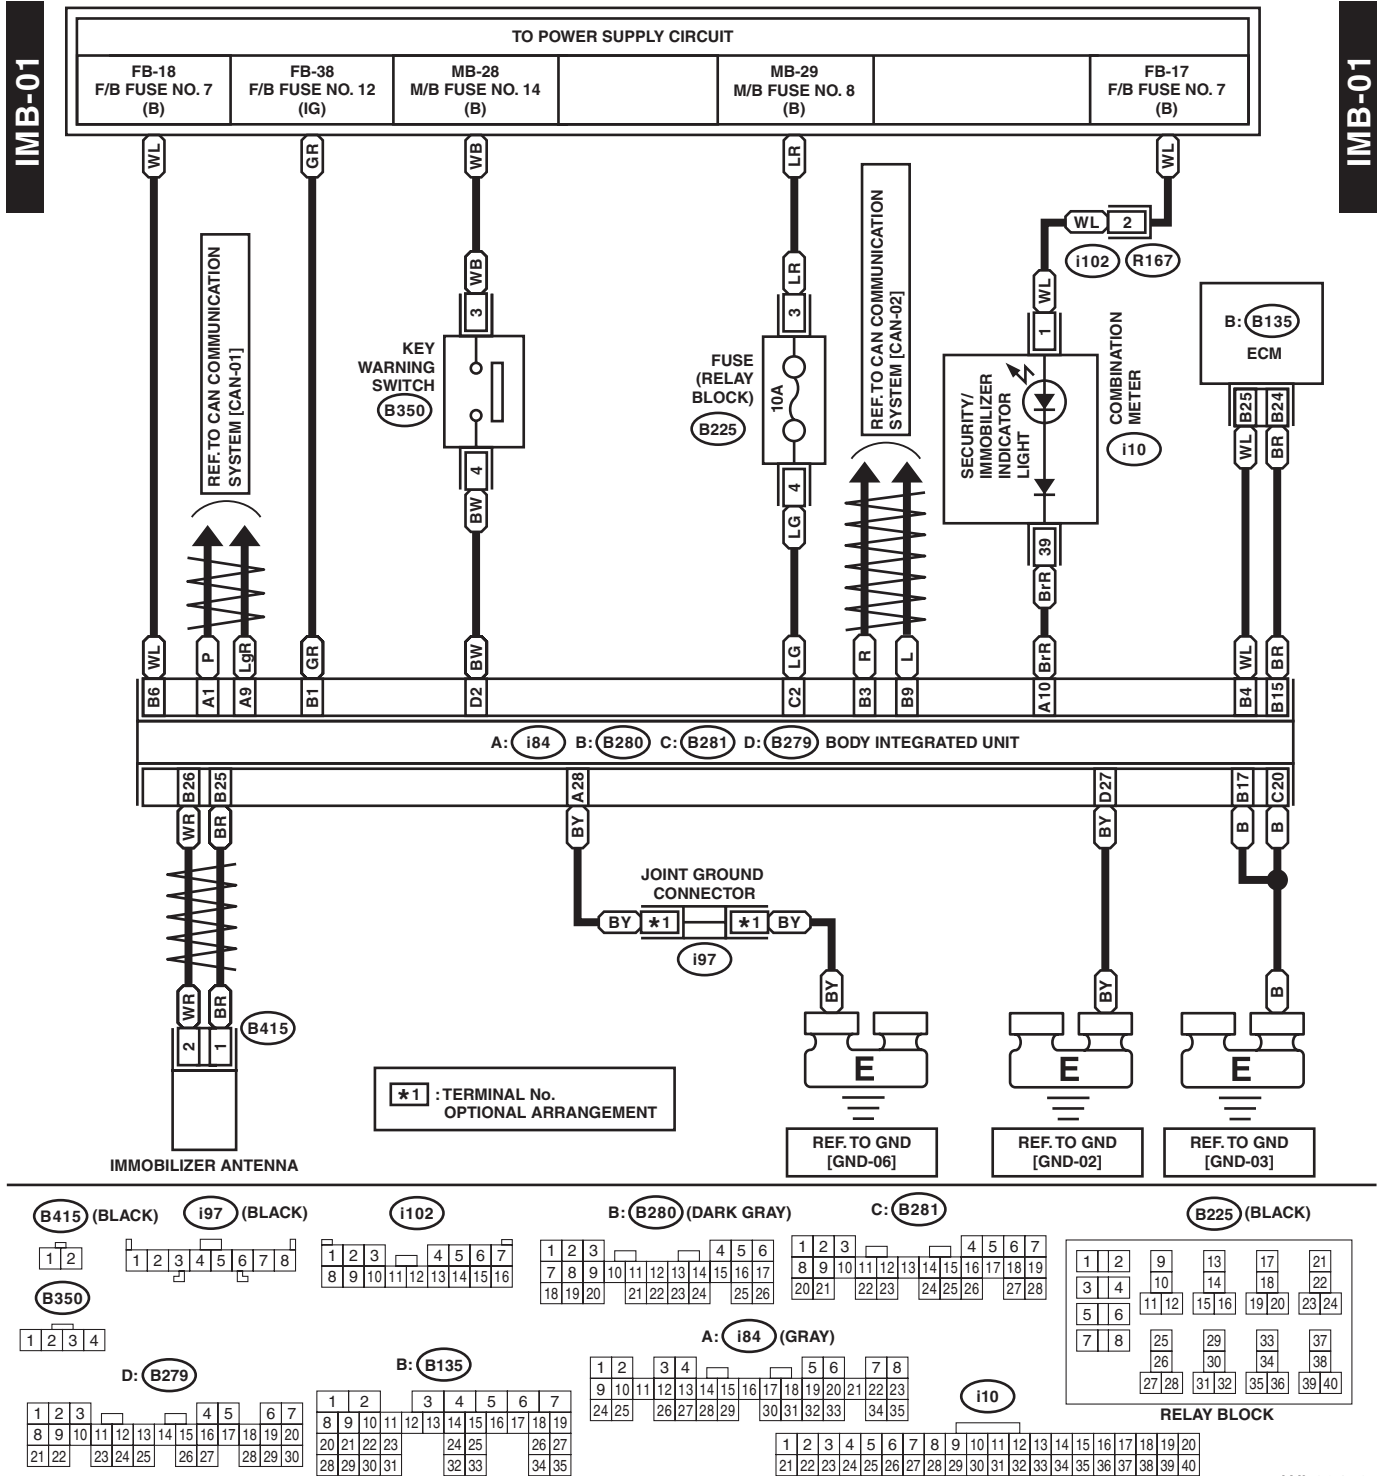 IMB-01
IMB-01
TO POWER SUPPLY CIRCUIT
FB-18
F/B FUSE NO. 7
(B)
FB-38
F/B FUSE NO. 12
(IG)
MB-28
M/B FUSE NO. 14
(B)
MB-29
M/B FUSE NO. 8
(B)
FB-17
F/B FUSE NO. 7
(B)
WL
GR
WB
LR
WL
WL 2
i102 R167
REF. TO CAN COMMUNICATION
SYSTEM [CAN-01]
WB
3
KEY
WARNING
SWITCH
B350
4
BW
LR
3
FUSE
(RELAY
BLOCK)
B225
10A
4
LG
REF. TO CAN COMMUNICATION
SYSTEM [CAN-02]
WL
1
SECURITY/
IMMOBILIZER
INDICATOR
LIGHT
COMBINATION
METER
i10
39
BrR
B: B135
ECM
B25 B24
WL BR
WL P LgR GR BW LG R L BrR WL BR
B6 A1 A9 B1 D2 C2 B3 B9 A10 B4 B15
A: i84 B: B280 C: B281 D: B279 BODY INTEGRATED UNIT
B26 B25 A28 D27 B17 C20
WR BR BY BY B B
JOINT GROUND
CONNECTOR
BY *1 *1 BY
i97
WR BR
B415
2 1
IMMOBILIZER ANTENNA
BY BY B
E E E
*1 : TERMINAL No.
OPTIONAL ARRANGEMENT
REF. TO GND
[GND-06]
REF. TO GND
[GND-02]
REF. TO GND
[GND-03]
B415 (BLACK)
1 2
i97 (BLACK)
1 2 3 4 5 6 7 8
i102
1 2 3 4 5 6 7
8 9 10 11 12 13 14 15 16
B: B280 (DARK GRAY)
1 2 3 4 5 6
7 8 9 10 11 12 13 14 15 16 17
18 19 20 21 22 23 24 25 26
C: B281
1 2 3 4 5 6 7
8 9 10 11 12 13 14 15 16 17 18 19
20 21 22 23 24 25 26 27 28
B225 (BLACK)
1 2 9 13 17 21
3 4 10 14 18 22
11 12 15 16 19 20 23 24
5 6
7 8 25 29 33 37
26 30 34 38
27 28 31 32 35 36 39 40
RELAY BLOCK
B350
1 2 3 4
D: B279
1 2 3 4 5 6 7
8 9 10 11 12 13 14 15 16 17 18 19 20
21 22 23 24 25 26 27 28 29 30
B: B135
1 2 3 4 5 6 7
8 9 10 11 12 13 14 15 16 17 18 19
20 21 22 23 24 25 26 27
28 29 30 31 32 33 34 35
A: i84 (GRAY)
1 2 3 4 5 6 7 8
9 10 11 12 13 14 15 16 17 18 19 20 21 22 23
24 25 26 27 28 29 30 31 32 33 34 35
i10
1 2 3 4 5 6 7 8 9 10 11 12 13 14 15 16 17 18 19 20
21 22 23 24 25 26 27 28 29 30 31 32 33 34 35 36 37 38 39 40